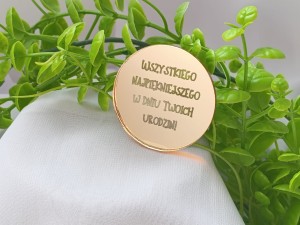 WSZYSTKIEGO
NAJPIĘKNIEJSZEGO
W DNIU TWOICH
URODZIN!